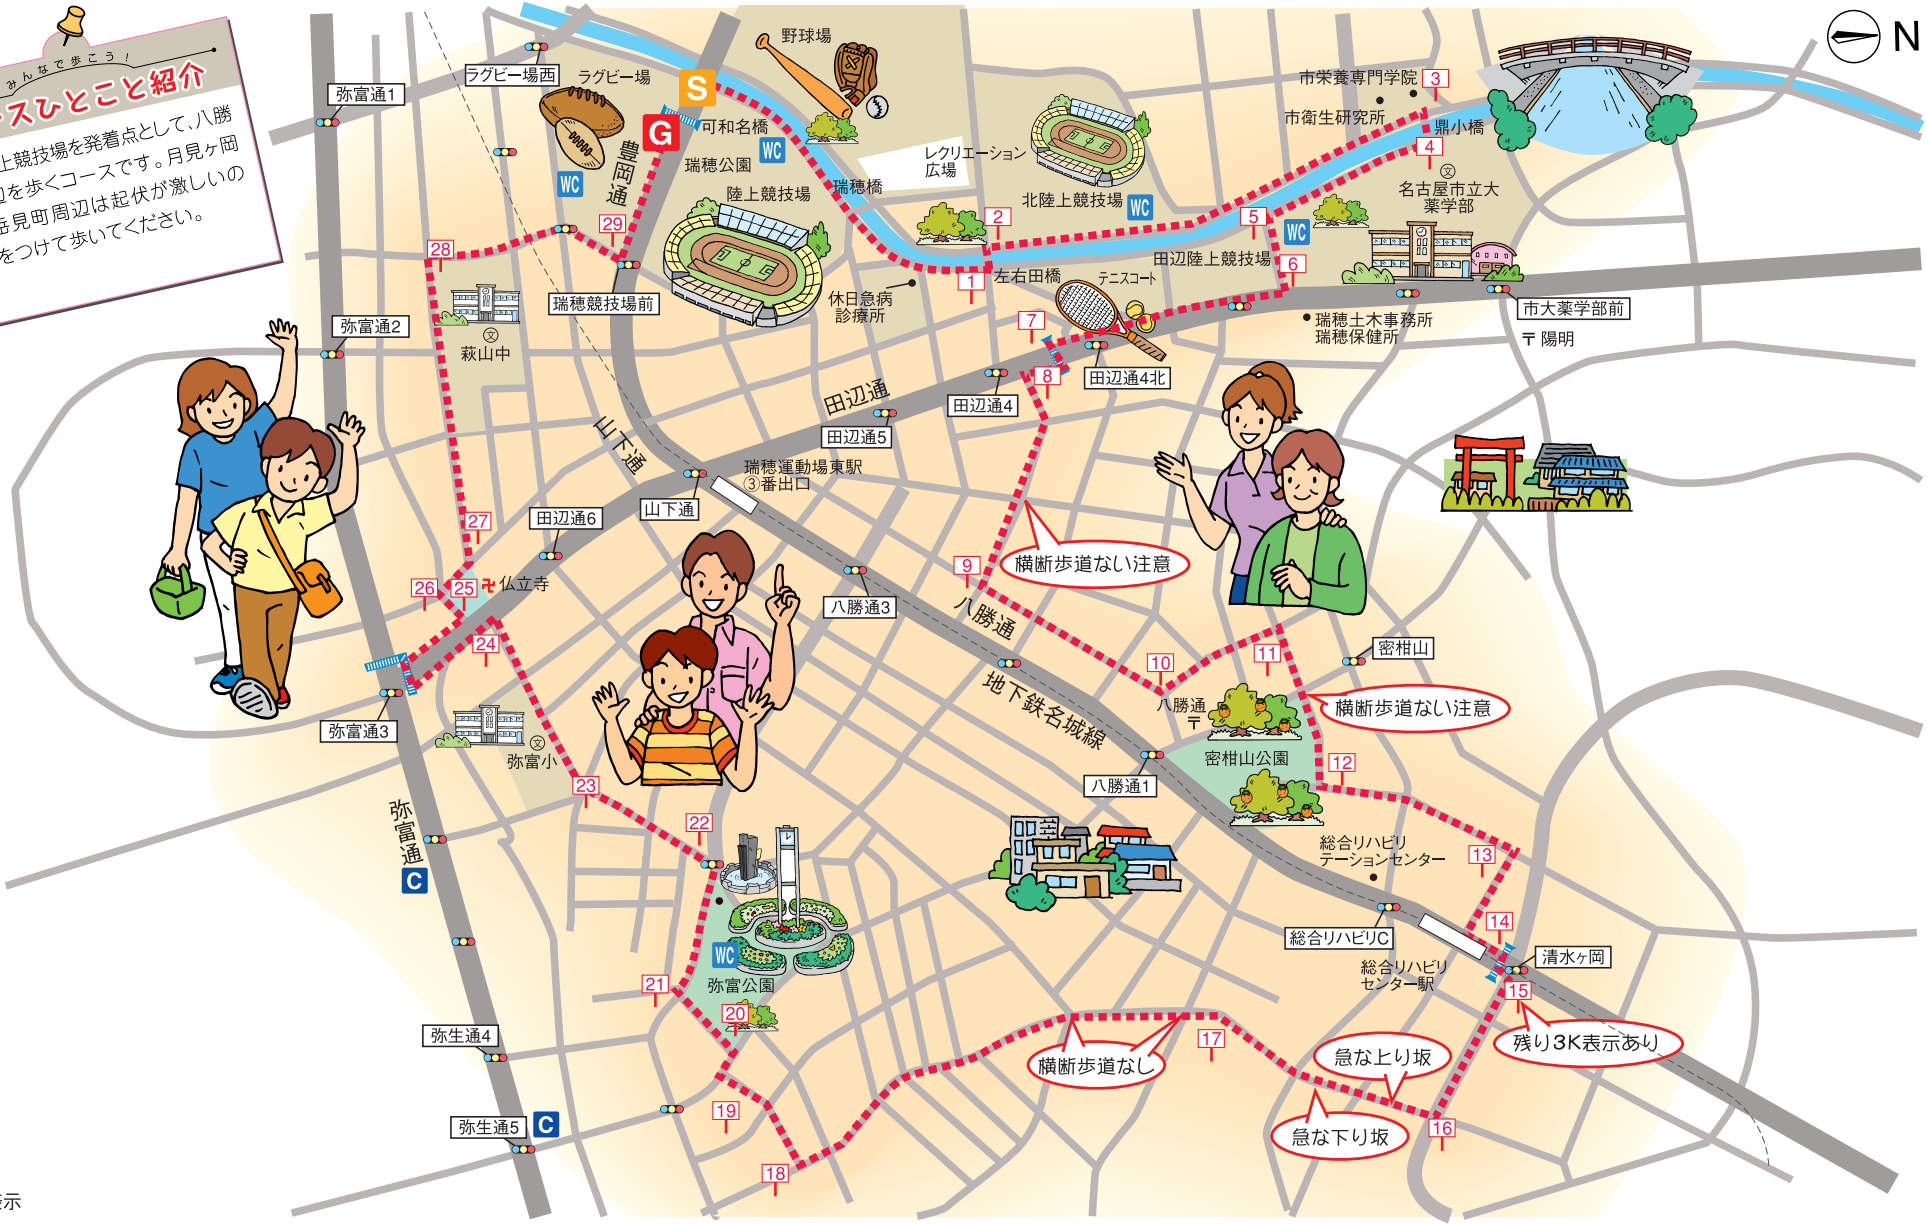 みんなで歩こう！
スひとこと紹介
上競技場を発着点として、八勝
辺を歩くコースです。月見ヶ岡
岳見町周辺は起伏が激しいの
をつけて歩いてください。
N
弥富通1
ラグビー場西
ラグビー場
S
野球場
G
可和名橋
WC
WC
豊岡通
瑞穂公園
陸上競技場
瑞穂橋
レクリエーション
広場
北陸上競技場
WC
市栄養専門学院
3
市衛生研究所
鼎小橋
4
文
名古屋市立大
薬学部
5
WC
田辺陸上競技場
6
2
1
左右田橋
テニスコート
休日急病
診療所
29
28
瑞穂競技場前
弥富通2
文
萩山中
7
8
田辺通4北
田辺通4
田辺通
田辺通5
瑞穂土木事務所
瑞穂保健所
市大薬学部前
〒陽明
山下通
瑞穂運動場東駅
③番出口
山下通
田辺通6
27
26
25
卍仏立寺
24
9
横断歩道ない注意
八勝通3
八勝通
10
11
密柑山
八勝通
〒
横断歩道ない注意
地下鉄名城線
弥富通3
文
弥富小
八勝通1
密柑山公園
12
23
22
弥富通
C
総合リハビリ
テーションセンター
13
14
総合リハビリC
清水ヶ岡
総合リハビリ
センター駅
15
WC
弥富公園
21
20
弥生通4
横断歩道なし
17
急な上り坂
残り3K表示あり
19
弥生通5
C
急な下り坂
16
18
示